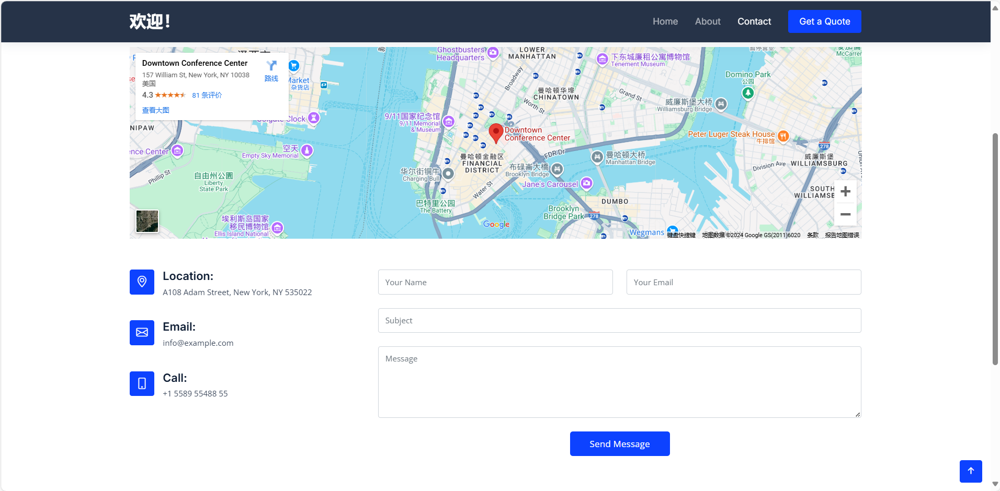 欢迎！
Home
About
Contact
Get a Quote
Downtown Conference Center
157 William St, New York, NY 10038
美国
4.3
81 条评价
查看大图
路线
Market
杂货店
Ghostbusters
Headquarters
LOWER
MANHATTAN
下东城廉租公寓博物馆
Tenement Museum
McCarren
Domino Park
公园
Broadway
曼哈顿华埠
CHINATOWN
Grand St
Worth St
威廉斯堡大桥
Williamsburg Bridge
Colgate Clock
9/11国家纪念馆
9/11 Memorial
& Museum
NIPAW
Downtown
Conference Center
Peter Luger Steak House
牛排馆
278
ence Center
空天
Empty Sky Memorial
FDR Dr
曼哈顿大桥
Manhattan Bridge
曼哈顿金融区
FINANCIAL
DISTRICT
威廉斯堡
WILLIAMSBURG
Division Ave
Union
华尔街铜牛
Charging Bull
布碌崙大橋
Brooklyn Bridge
Phillip St
自由州公園
Liberty
State Park
Water St
Jane's Carousel
SOUTH
WILLIAMSB
巴特里公园
The Battery
DUMBO
Brooklyn
Bridge Park
278
埃利斯岛国家
移民博物馆
Ellis Island National
Google
Wegmans
键盘快捷键
地图数据 ©2024 Google GS(2011)6020
条款
报告地图错误
Location:
A108 Adam Street, New York, NY 535022
Email:
info@example.com
Call:
+1 5589 55488 55
Your Name
Your Email
Subject
Message
Send Message